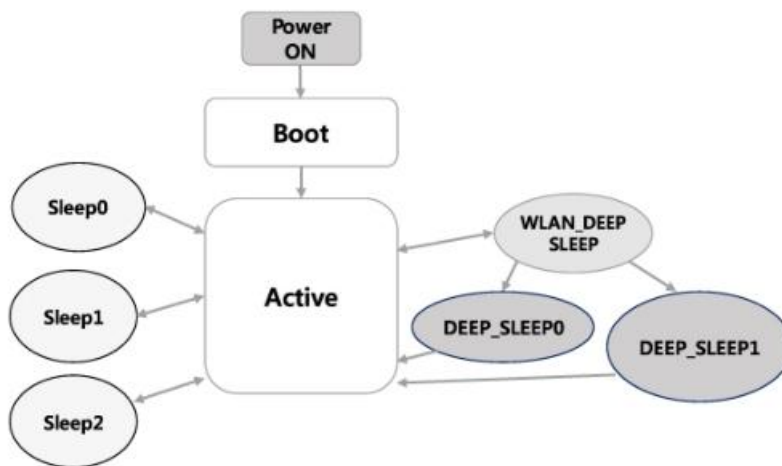 Power
ON
Boot
Sleep0
WLAN_DEEP
SLEEP
Active
Sleep1
DEEP_SLEEP0
DEEP_SLEEP1
Sleep2